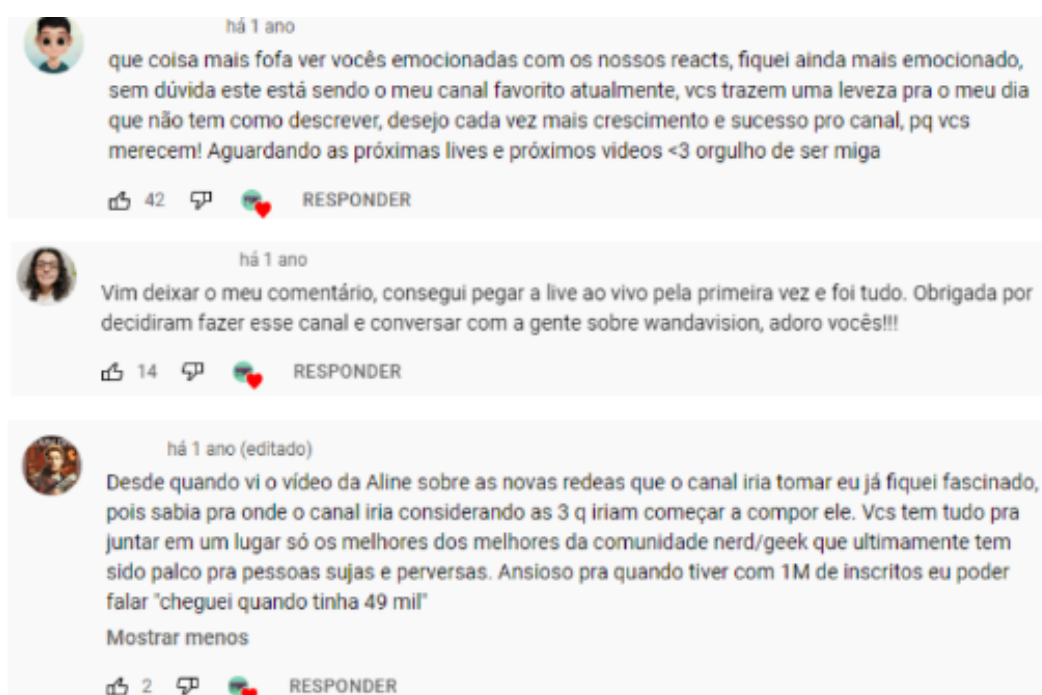 há 1 ano
que coisa mais fofa ver vocês emocionadas com os nossos reacts, fiquei ainda mais emocionado,
sem dúvida este está sendo o meu canal favorito atualmente, vcs trazem uma leveza pra o meu dia
que não tem como descrever, desejo cada vez mais crescimento e sucesso pro canal, pq vcs
merecem! Aguardando as próximas lives e próximos videos <3 orgulho de ser miga
42 RESPONDER
há 1 ano
Vim deixar o meu comentário, consegui pegar a live ao vivo pela primeira vez e foi tudo. Obrigada por
decidiram fazer esse canal e conversar com a gente sobre wandavision, adoro vocês!!!
14 RESPONDER
há 1 ano (editado)
Desde quando vi o vídeo da Aline sobre as novas redeas que o canal iria tomar eu já fiquei fascinado,
pois sabia pra onde o canal iria considerando as 3 q iriam começar a compor ele. Vcs tem tudo pra
juntar em um lugar só os melhores dos melhores da comunidade nerd/geek que ultimamente tem
sido palco pra pessoas sujas e perversas. Ansioso pra quando tiver com 1M de inscritos eu poder
falar "cheguei quando tinha 49 mil"
Mostrar menos
2 RESPONDER